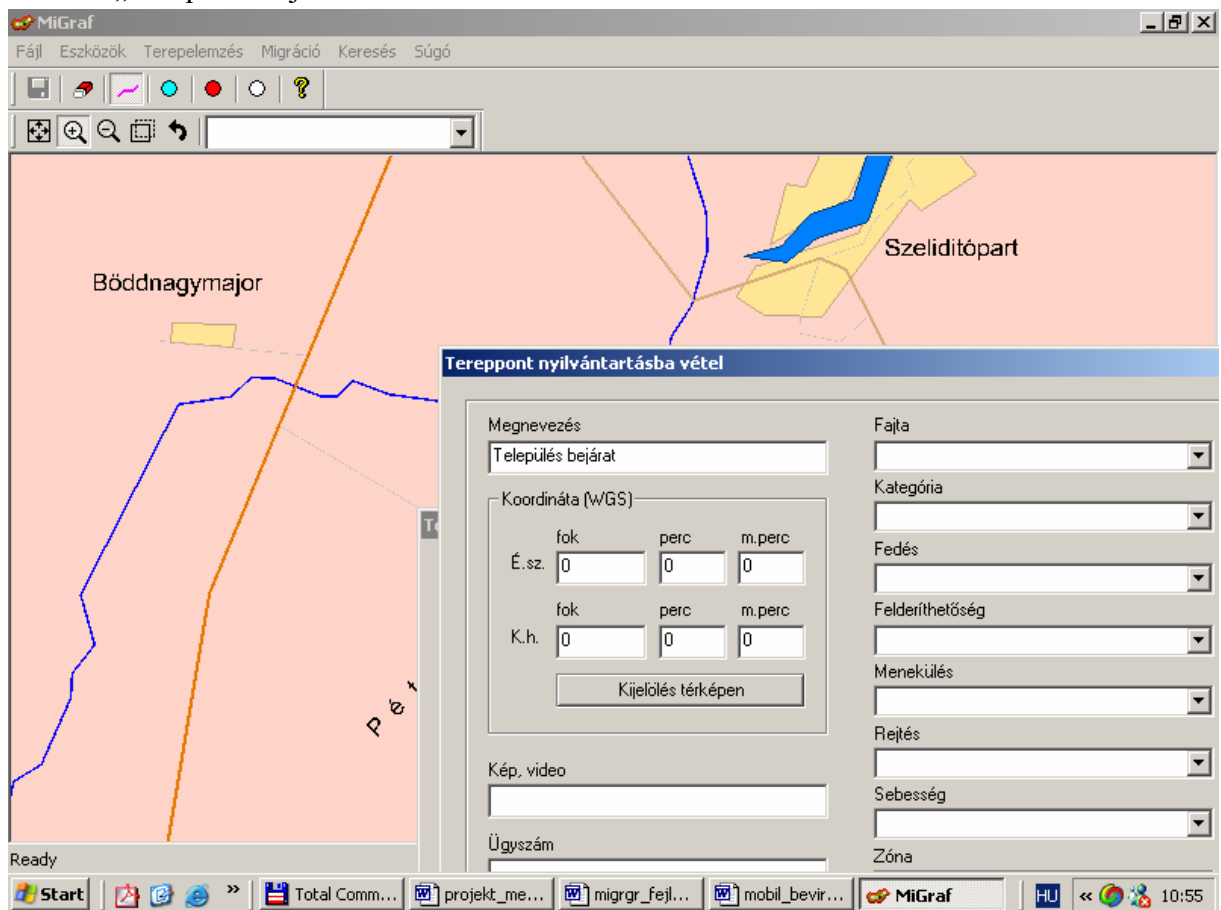 MiGraf
Fájl Eszközök Terepelemzés Migráció Keresés Súgó
Szeliditópart
Böddnagymajor
Tereppont nyilvántartásba vétel
Megnevezés
Település bejárat
Koordináta (WGS)
fok perc m.perc
É.sz. 0 0 0
fok perc m.perc
K.h. 0 0 0
Kijelölés térképen
Kép, video
Ügyszám
Fajta
Kategória
Fedés
Felderíthetőség
Menekülés
Rejtés
Sebesség
Zóna
P é t
Ready
Start » Total Comm... projekt_me... migrgr_fejl... mobil_bevir... MiGraf HU « 10:55